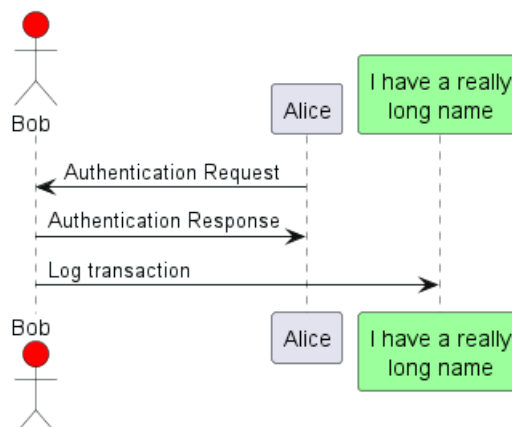 Bob
Alice
I have a really
long name
Authentication Request
Authentication Response
Log transaction
Bob
Alice
I have a really
long name